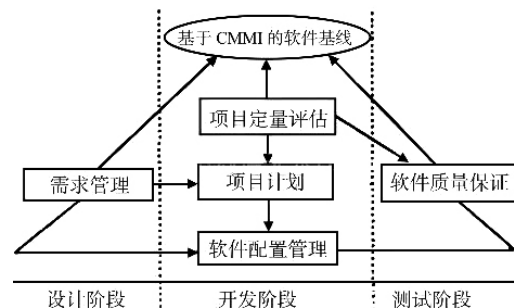 基于 CMMI 的软件基线
项目定量评估
需求管理
项目计划
软件质量保证
软件配置管理
设计阶段
开发阶段
测试阶段